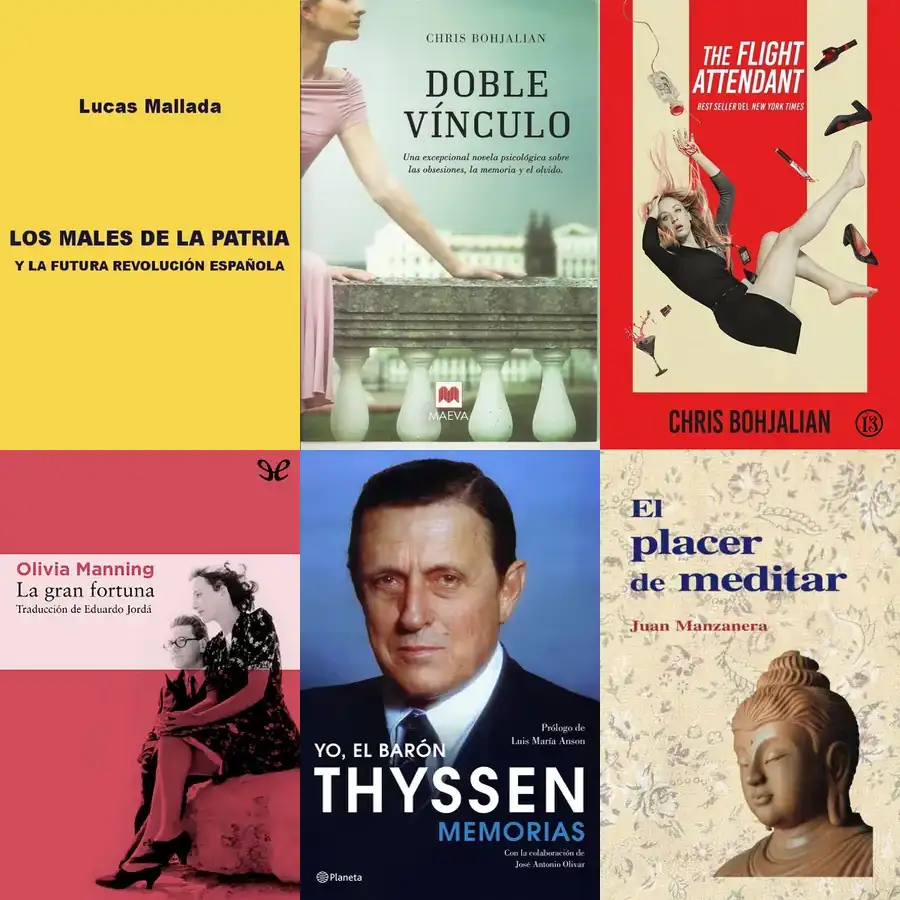 Lucas Mallada
LOS MALES DE LA PATRIA
Y LA FUTURA REVOLUCIÓN ESPAÑOLA
CHRIS BOHJALIAN
DOBLE
VÍNCULO
Una excepcional novela psicológica sobre
las obsesiones, la memoria y el olvido.
MAEVA
THE FLIGHT
ATTENDANT
BEST SELLER DEL NEW YORK TIMES
CHRIS BOHJALIAN
13
Olivia Manning
La gran fortuna
Traducción de Eduardo Jordá
Prólogo de
Luis María Anson
YO, EL BARÓN
THYSSEN
MEMORIAS
Con la colaboración de
José Antonio Olivar
Planeta
El
placer
de meditar
Juan Manzanera